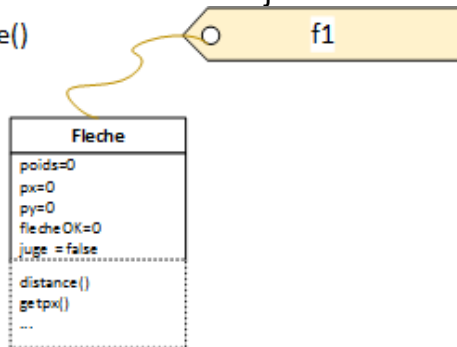 e()
f1
Fleche
poids=0
px=0
py=0
flecheOK=0
juge =false
distance()
getpx()
...